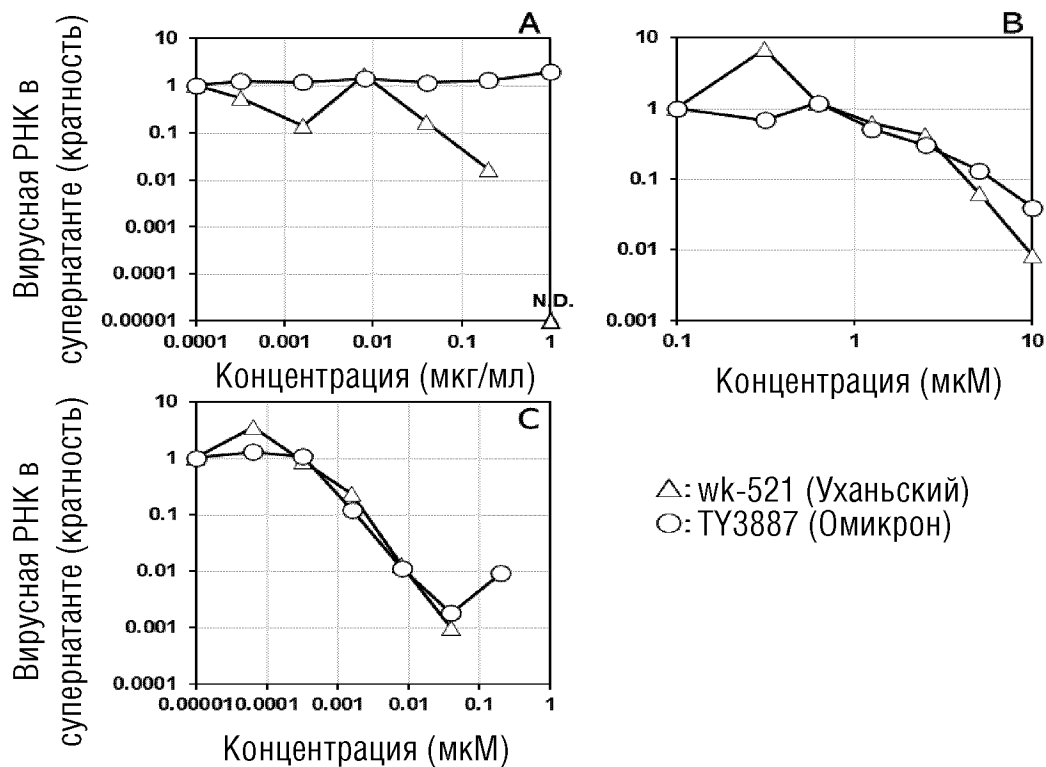 A
Вирусная РНК в
супернатанте (кратность)
10
1
0.1
0.01
0.001
0.0001
0.00001
N.D.
0.0001 0.001 0.01 0.1 1
Концентрация (мкг/мл)
B
10
1
0.1
0.01
0.001
0.1 1 10
Концентрация (мкМ)
C
Вирусная РНК в
супернатанте (кратность)
10
1
0.1
0.01
0.001
0.0001
0.00001 0.0001 0.001 0.01 0.1 1
Концентрация (мкМ)
: wk-521 (Уханьский)
: TY3887 (Омикрон)